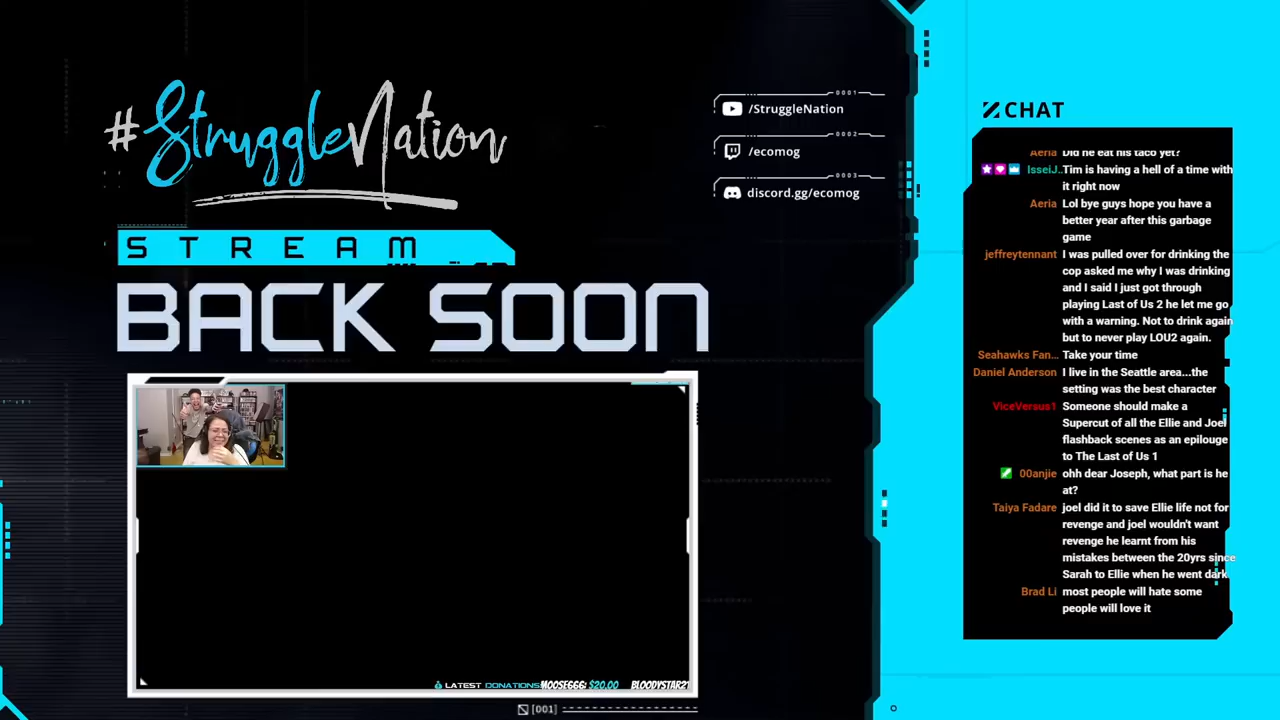 #StruggleNation
STREAM
BACK SOON
0001
/StruggleNation
0002
/ecomog
0003
discord.gg/ecomog
LATEST DONATIONS: MOOSE666: $20.00 BLOODYSTAR21
[001]
CHAT
Aeria Did he eat his taco yet?
IsseiJ.. Tim is having a hell of a time with
it right now
Aeria Lol bye guys hope you have a
better year after this garbage
game
jeffreytennant I was pulled over for drinking the
cop asked me why I was drinking
and I said I just got through
playing Last of Us 2 he let me go
with a warning. Not to drink again
but to never play LOU2 again.
Seahawks Fan... Take your time
Daniel Anderson I live in the Seattle area...the
setting was the best character
ViceVersus1 Someone should make a
Supercut of all the Ellie and Joel
flashback scenes as an epilouge
to The Last of Us 1
00anjie ohh dear Joseph, what part is he
at?
Taiya Fadare joel did it to save Ellie life not for
revenge and joel wouldn't want
revenge he learnt from his
mistakes between the 20yrs since
Sarah to Ellie when he went dark
Brad Li most people will hate some
people will love it